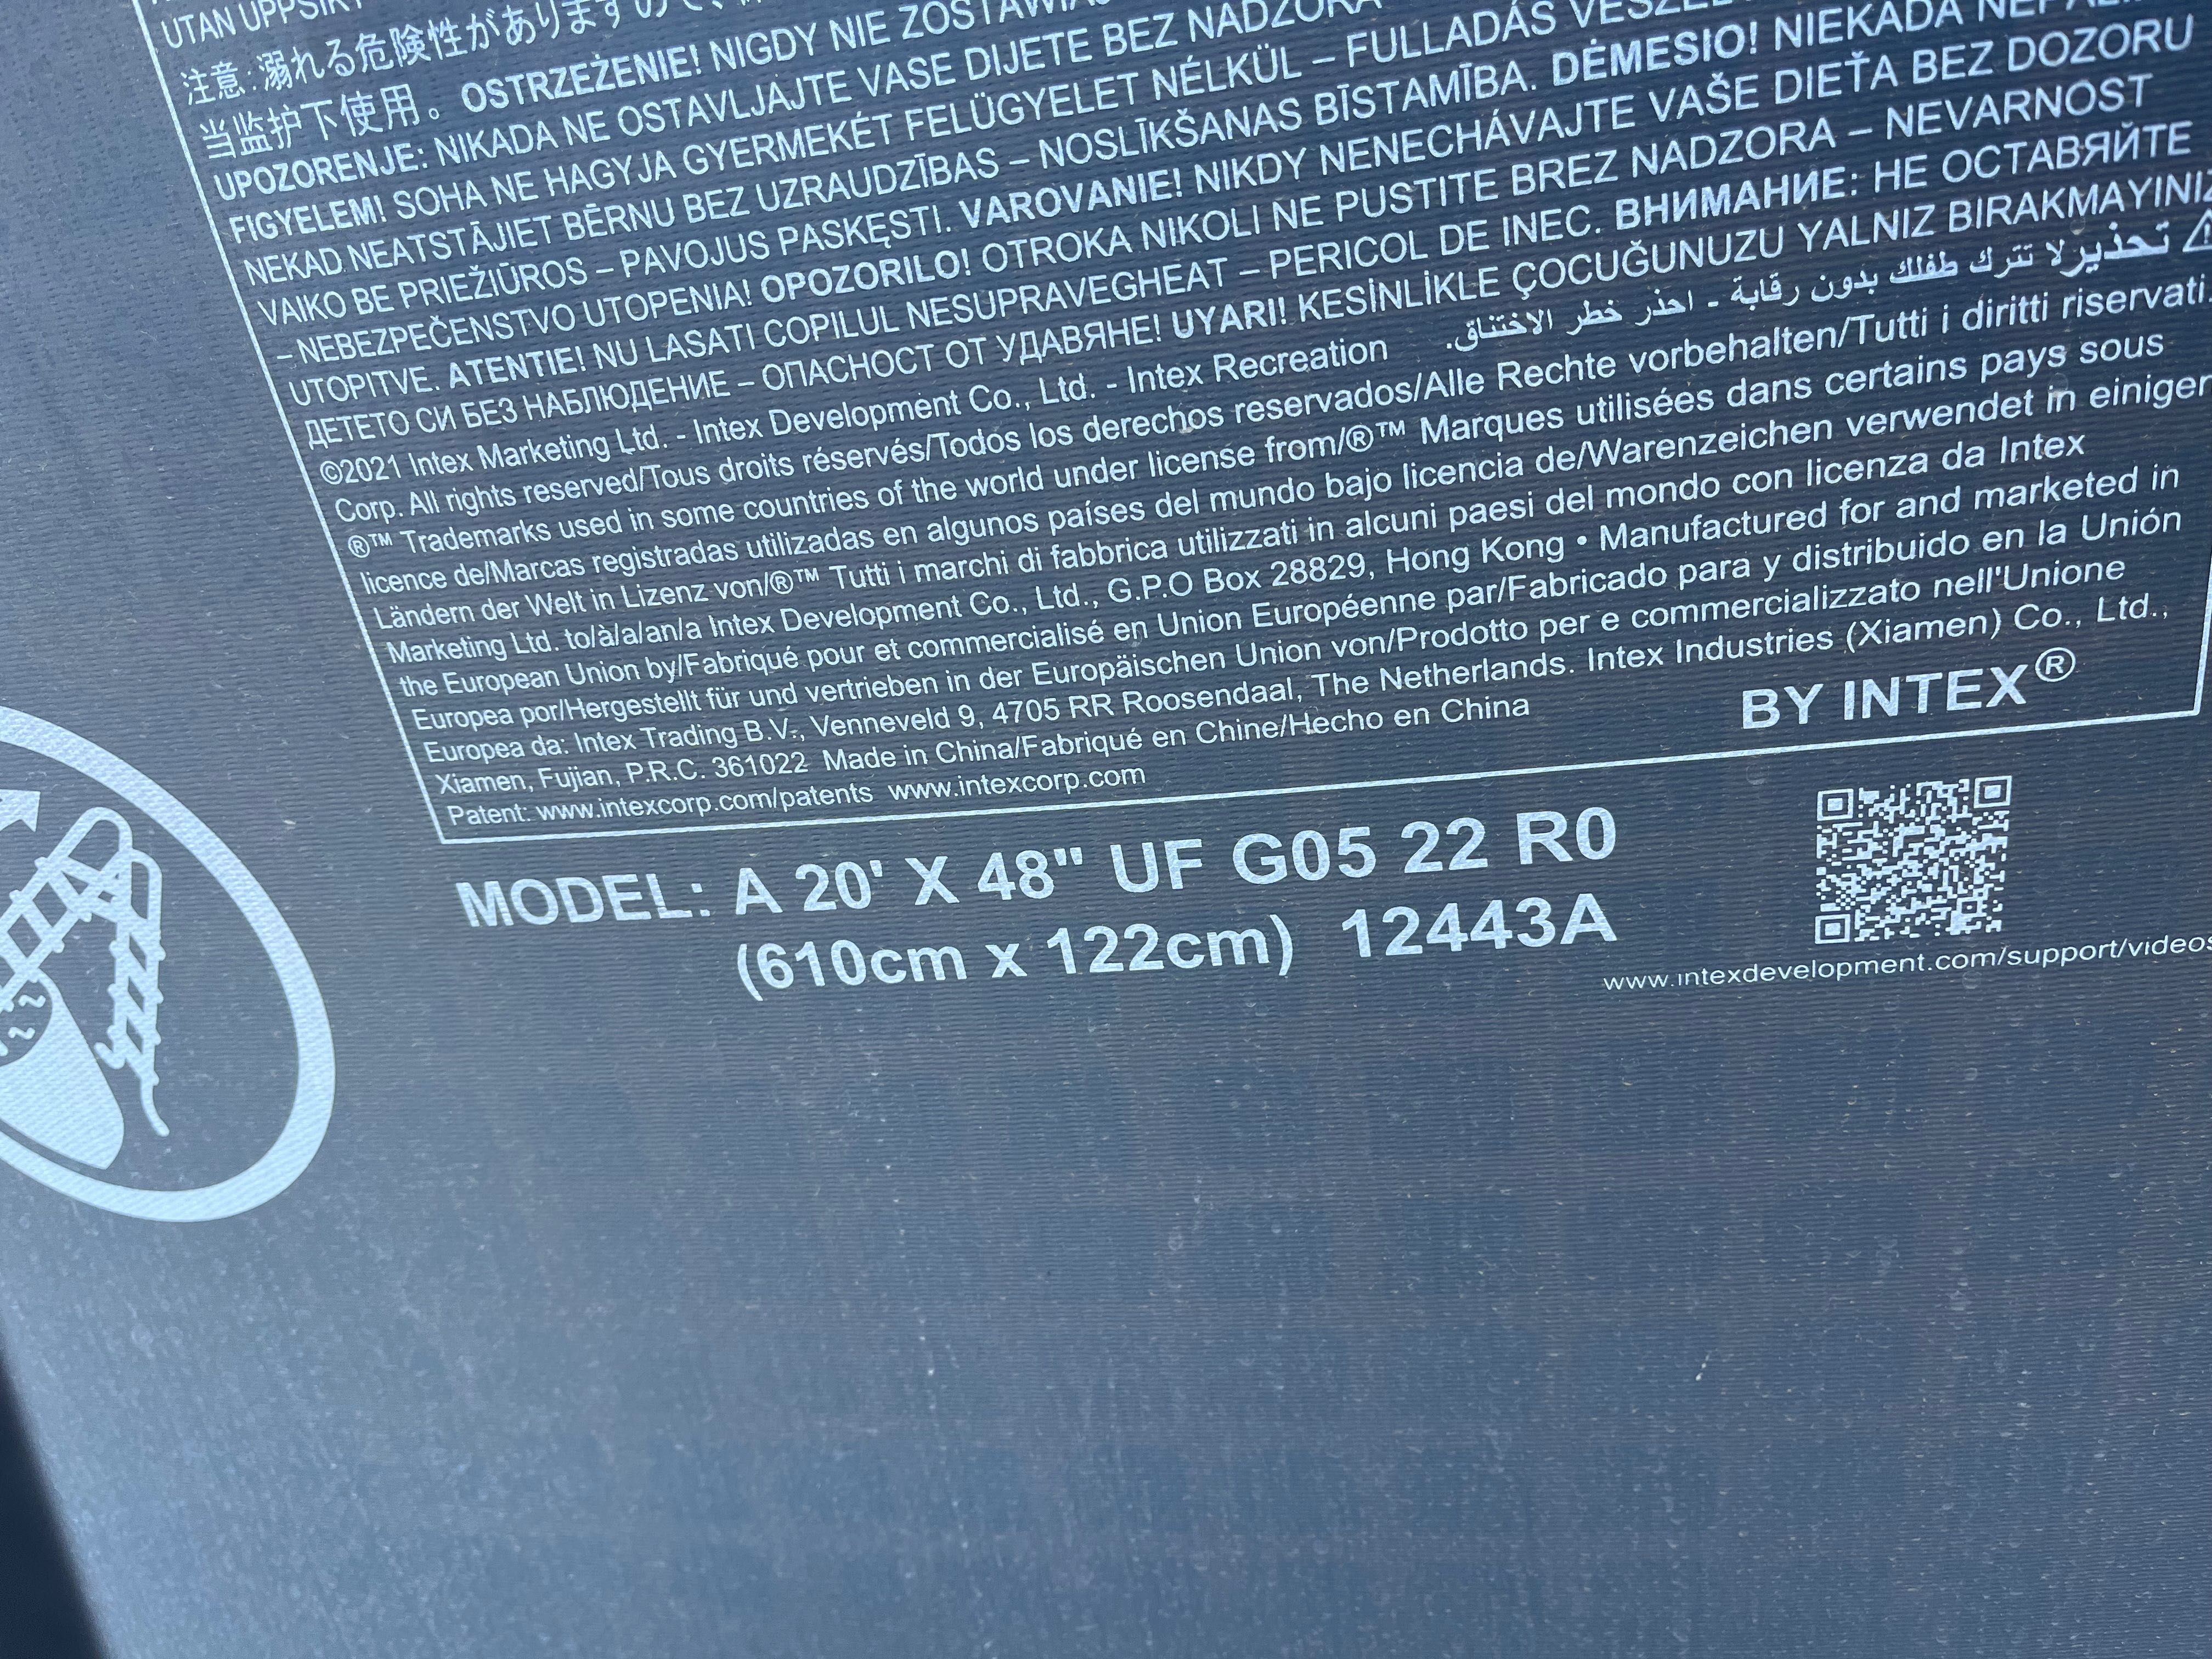 UTAN UPPSIK
注意:溺れる危険性がありますので、
当监护下使用。OSTRZEŻENIE! NIGDY NIE
UPOZORENJE: NIKADA NE OSTAVLJAJTE VASE DIJETE BEZ NADZORA
FIGYELEM! SOHA NE HAGYJA GYERMEKÉT FELÜGYELET NÉLKÜL – FULLADÁS
NEKAD NEATSTĀJIET BĒRNU BEZ UZRAUDZĪBAS – NOSLĪKŠANAS BĪSTAMĪBA. DĖMESIO! NIEKADA
VAIKO BE PRIEŽIŪROS – PAVOJUS PASKĘSTI. VAROVANIE! NIKDY NENECHÁVAJTE VAŠE DIEŤA BEZ DOZORU
– NEBEZPEČENSTVO UTOPENIA! OPOZORILO! OTROKA NIKOLI NE PUSTITE BREZ NADZORA – NEVARNOST
UTOPITVE. ATENTIE! NU LASATI COPILUL NESUPRAVEGHEAT – PERICOL DE INEC. ВНИМАНИЕ: НЕ ОСТАВЯЙТЕ
ДЕТЕТО СИ БЕЗ НАБЛЮДЕНИЕ – ОПАСНОСТ ОТ УДАВЯНЕ! UYARI! KESİNLİKLE ÇOCUĞUNUZU YALNIZ BIRAKMAYINIZ
⚠ تحذير لا تترك طفلك بدون رقابة - احذر خطر الاختناق.
©2021 Intex Marketing Ltd. - Intex Development Co., Ltd. - Intex Recreation
Corp. All rights reserved/Tous droits réservés/Todos los derechos reservados/Alle Rechte vorbehalten/Tutti i diritti riservati
®™ Trademarks used in some countries of the world under license from/®™ Marques utilisées dans certains pays sous
licence de/Marcas registradas utilizadas en algunos países del mundo bajo licencia de/Warenzeichen verwendet in einigen
Ländern der Welt in Lizenz von/®™ Tutti i marchi di fabbrica utilizzati in alcuni paesi del mondo con licenza da Intex
Marketing Ltd. to/à/a/an/a Intex Development Co., Ltd., G.P.O Box 28829, Hong Kong • Manufactured for and marketed in
the European Union by/Fabriqué pour et commercialisé en Union Européenne par/Fabricado para y distribuido en la Unión
Europea por/Hergestellt für und vertrieben in der Europäischen Union von/Prodotto per e commercializzato nell'Unione
Europea da: Intex Trading B.V., Venneveld 9, 4705 RR Roosendaal, The Netherlands. Intex Industries (Xiamen) Co., Ltd.,
Xiamen, Fujian, P.R.C. 361022 Made in China/Fabriqué en Chine/Hecho en China
Patent: www.intexcorp.com/patents www.intexcorp.com
BY INTEX®
MODEL: A 20' X 48" UF G05 22 R0
(610cm x 122cm) 12443A
www.intexdevelopment.com/support/videos